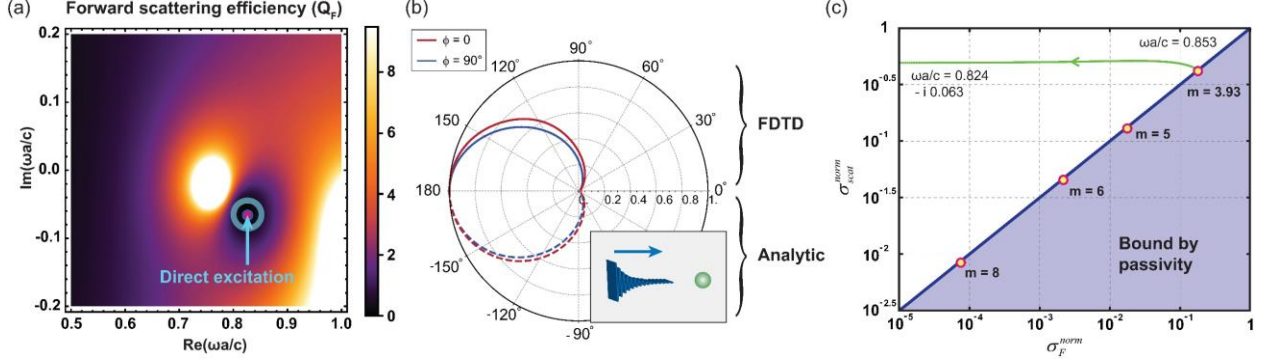 (a) Forward scattering efficiency (Q_F)
Im(ωa/c)
0.2
0.1
0.0
-0.1
-0.2
Direct excitation
0.5 0.6 0.7 0.8 0.9 1.0
Re(ωa/c)
8
6
4
2
0
(b)
ϕ = 0
ϕ = 90°
90°
120° 60°
150° 30°
180 0 0.2 0.4 0.6 0.8 1. 0°
-150°
-120°
-90°
FDTD
Analytic
(c)
1
10^-0.5
10^-1
10^-1.5
10^-2
10^-2.5
σ_scat^norm
ωa/c = 0.853
ωa/c = 0.824
- i 0.063
m = 3.93
m = 5
m = 6
m = 8
Bound by
passivity
10^-5 10^-4 10^-3 10^-2 10^-1 1
σ_F^norm